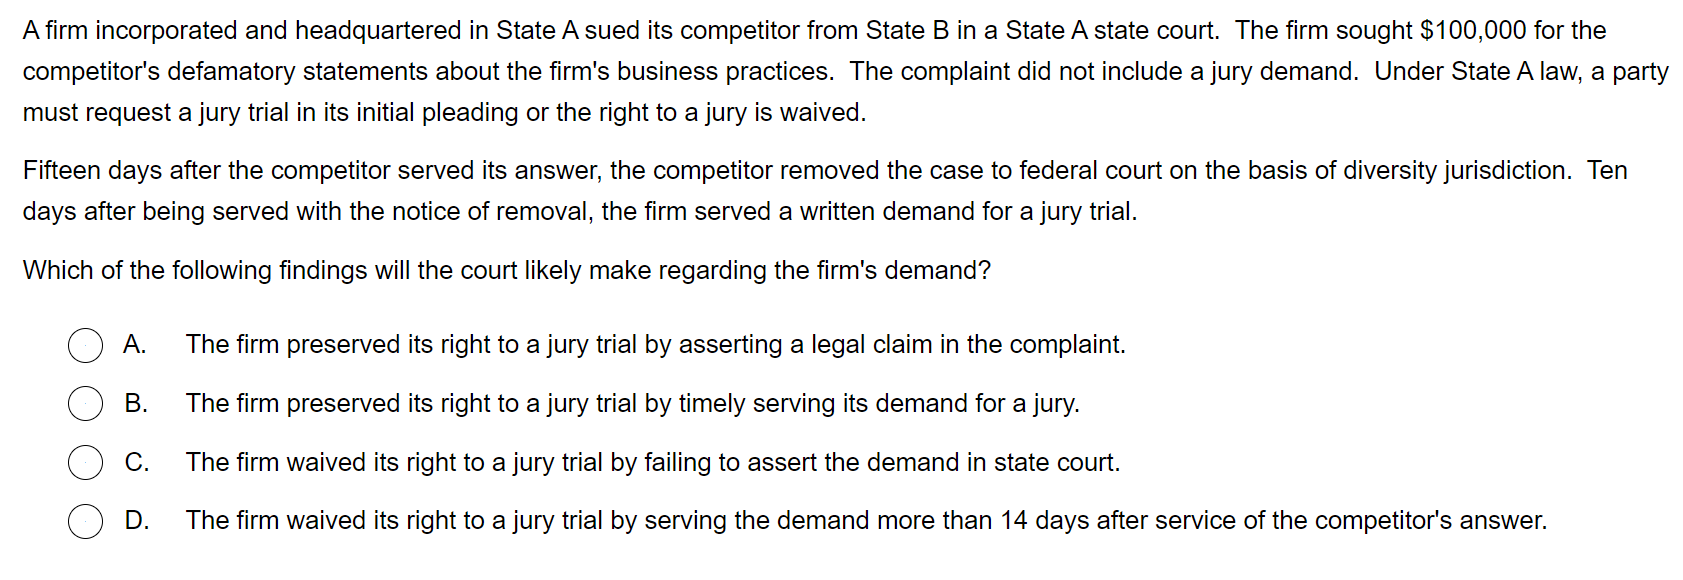 A firm incorporated and headquartered in State A sued its competitor from State B in a State A state court.  The firm sought $100,000 for the
competitor's defamatory statements about the firm's business practices.  The complaint did not include a jury demand.  Under State A law, a party
must request a jury trial in its initial pleading or the right to a jury is waived.
Fifteen days after the competitor served its answer, the competitor removed the case to federal court on the basis of diversity jurisdiction.  Ten
days after being served with the notice of removal, the firm served a written demand for a jury trial.
Which of the following findings will the court likely make regarding the firm's demand?
A. The firm preserved its right to a jury trial by asserting a legal claim in the complaint.
B. The firm preserved its right to a jury trial by timely serving its demand for a jury.
C. The firm waived its right to a jury trial by failing to assert the demand in state court.
D. The firm waived its right to a jury trial by serving the demand more than 14 days after service of the competitor's answer.